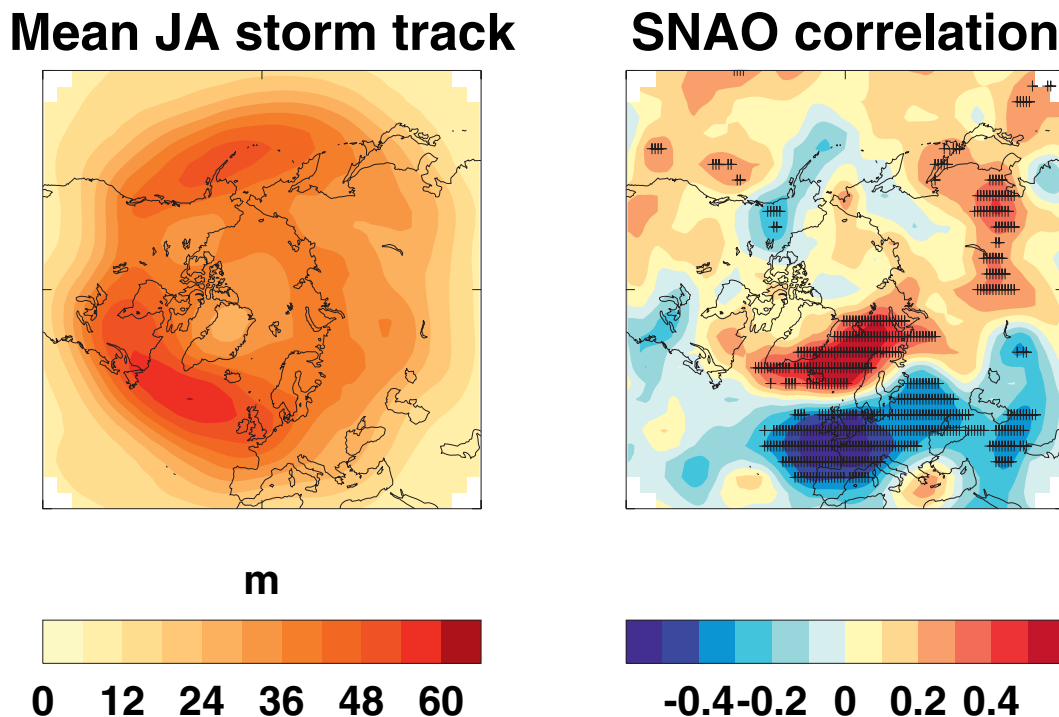 Mean JA storm track
SNAO correlation
m
0 12 24 36 48 60
-0.4 -0.2 0 0.2 0.4